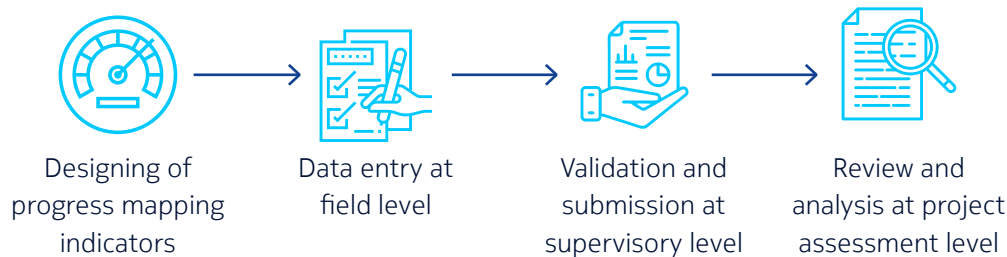 Designing of
progress mapping
indicators
Data entry at
field level
Validation and
submission at
supervisory level
Review and
analysis at project
assessment level